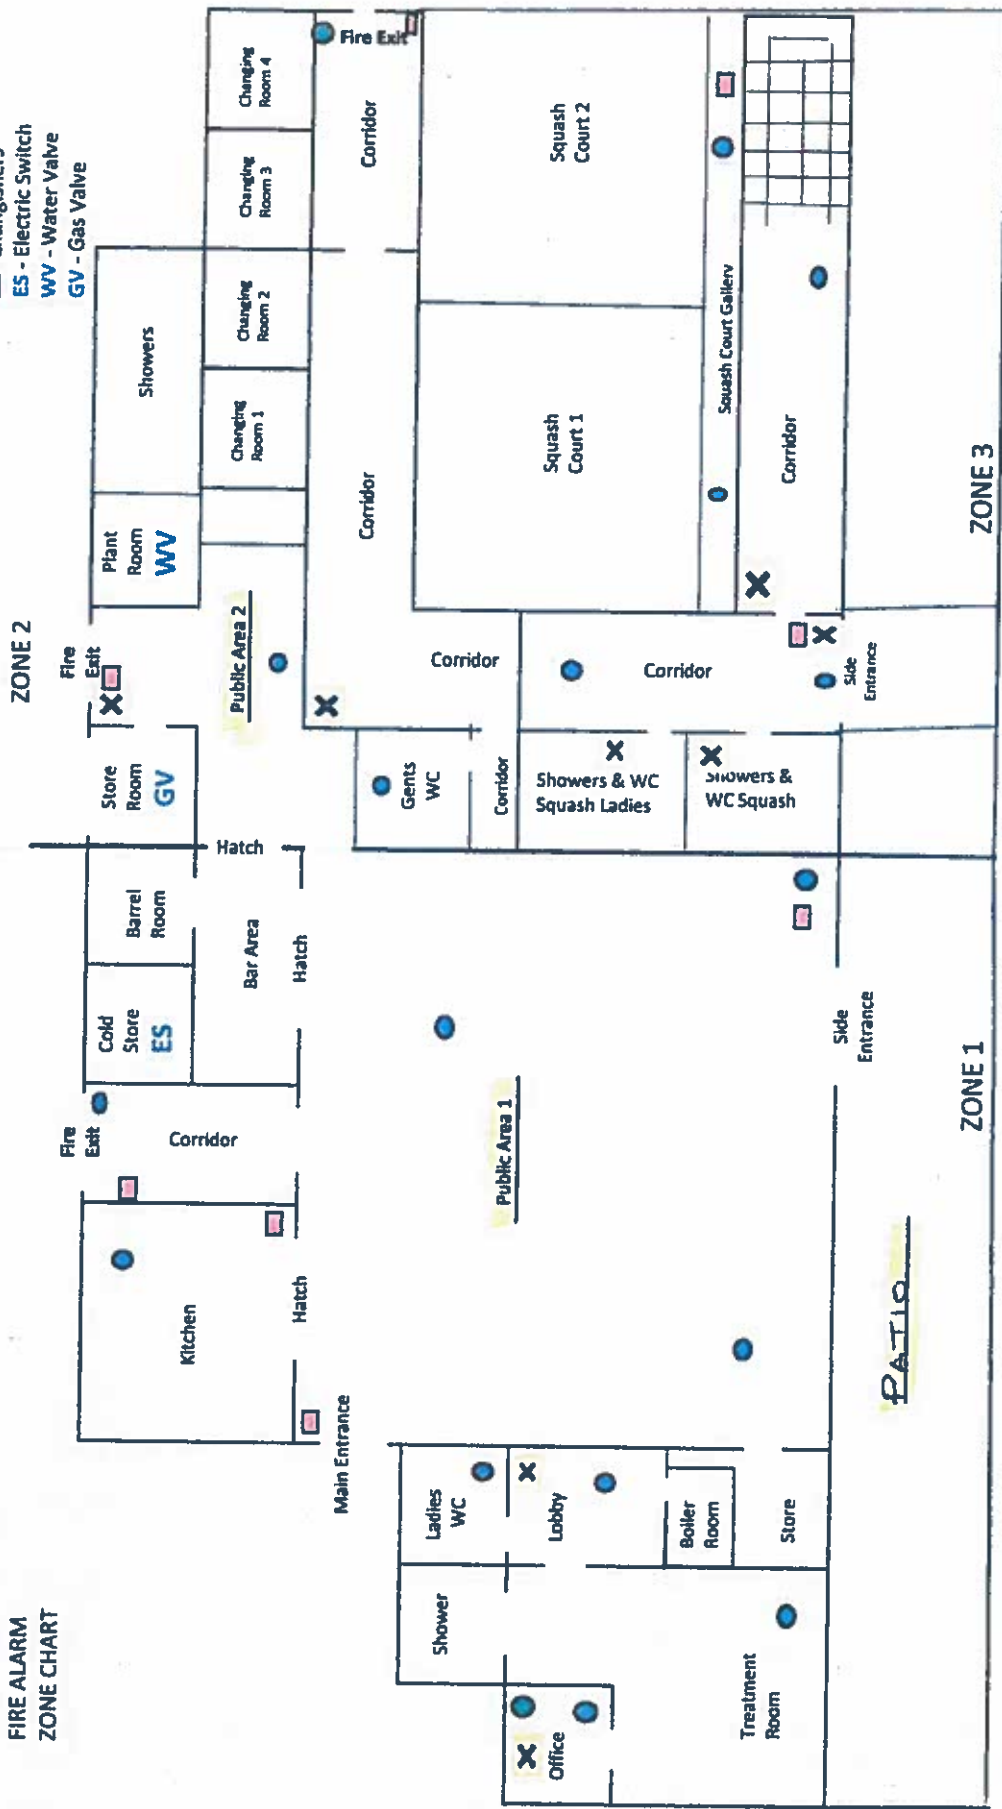 FIRE ALARM
ZONE CHART
ES - Electric Switch
WV - Water Valve
GV - Gas Valve
ZONE 2
Fire
Exit
Fire
Exit
Kitchen
Corridor
Cold
Store
ES
Barrel
Room
Store
Room
GV
Plant
Room
WV
Showers
Hatch
Bar Area
Hatch
Hatch
Public Area 2
Changing
Room 1
Changing
Room 2
Changing
Room 3
Changing
Room 4
Fire Exit
Main Entrance
Corridor
Corridor
Shower
Ladies
WC
Gents
WC
Corridor
Corridor
Office
Lobby
Public Area 1
Showers & WC
Squash Ladies
Showers &
WC Squash
Corridor
Squash
Court 1
Squash
Court 2
Boiler
Room
Squash Court Gallery
Treatment
Room
Store
Corridor
Side
Entrance
Side
Entrance
PATIO
ZONE 1
ZONE 3